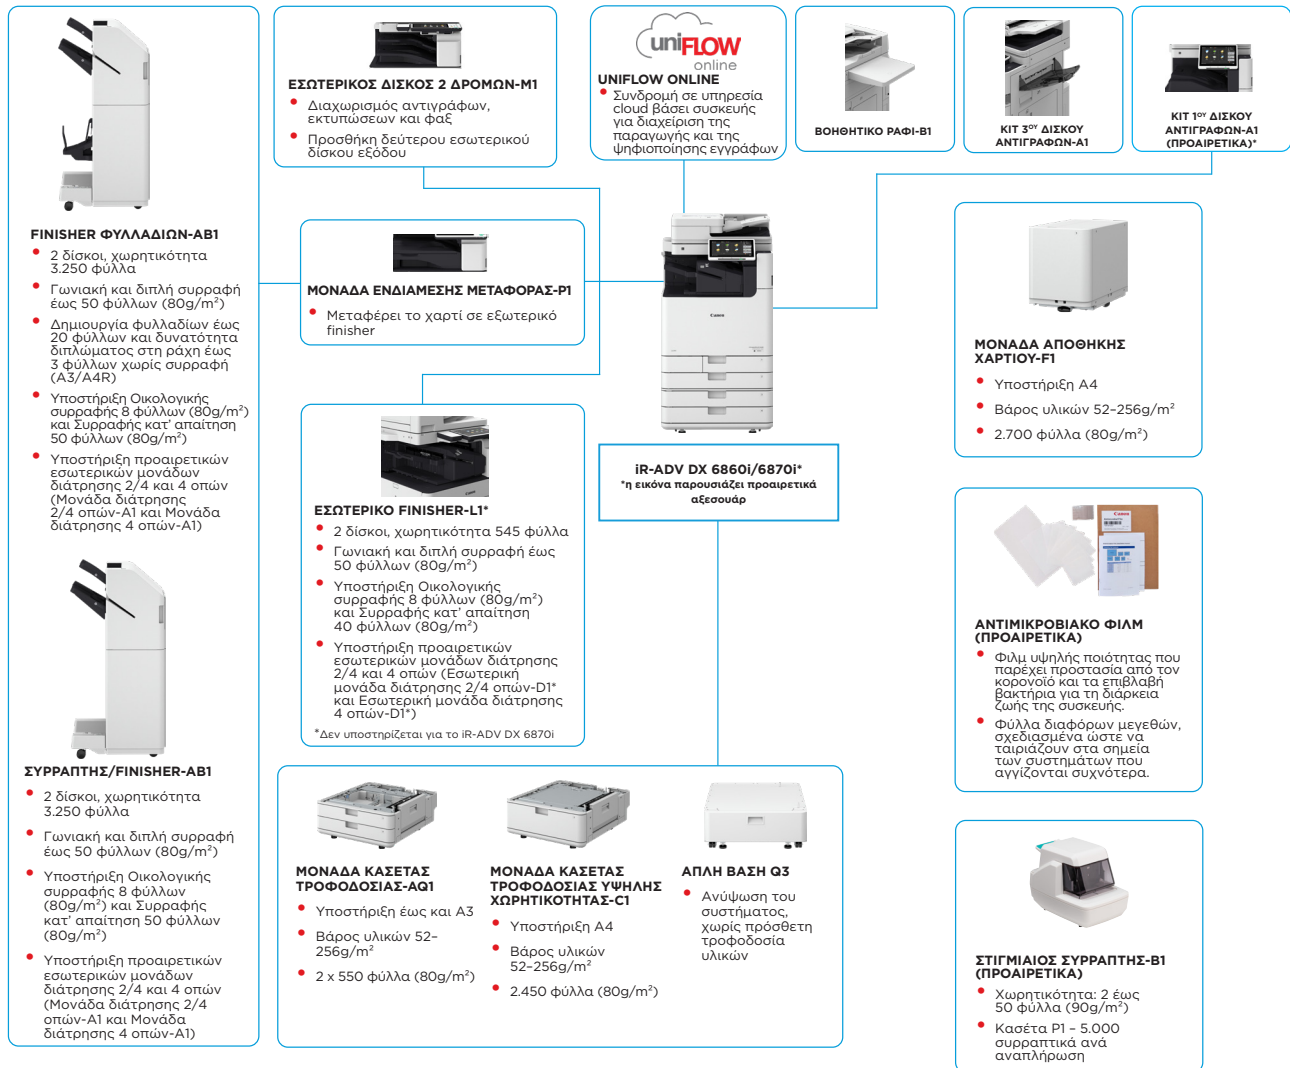 FINISHER ΦΥΛΛΑΔΙΩΝ-AB1
2 δίσκοι, χωρητικότητα
3.250 φύλλα
Γωνιακή και διπλή συρραφή
έως 50 φύλλων (80g/m²)
Δημιουργία φυλλαδίων έως
20 φύλλων και δυνατότητα
διπλώματος στη ράχη έως
3 φύλλων χωρίς συρραφή
(A3/A4R)
Υποστήριξη Οικολογικής
συρραφής 8 φύλλων (80g/m²)
και Συρραφής κατ' απαίτηση
50 φύλλων (80g/m²)
Υποστήριξη προαιρετικών
εσωτερικών μονάδων
διάτρησης 2/4 και 4 οπών
(Μονάδα διάτρησης
2/4 οπών-A1 και Μονάδα
διάτρησης 4 οπών-A1)
ΣΥΡΡΑΠΤΗΣ/FINISHER-AB1
2 δίσκοι, χωρητικότητα
3.250 φύλλα
Γωνιακή και διπλή συρραφή
έως 50 φύλλων (80g/m²)
Υποστήριξη Οικολογικής
συρραφής 8 φύλλων
(80g/m²) και Συρραφής
κατ' απαίτηση 50 φύλλων
(80g/m²)
Υποστήριξη προαιρετικών
εσωτερικών μονάδων
διάτρησης 2/4 και 4 οπών
(Μονάδα διάτρησης 2/4
οπών-A1 και Μονάδα
διάτρησης 4 οπών-A1)
ΕΣΩΤΕΡΙΚΟΣ ΔΙΣΚΟΣ 2 ΔΡΟΜΩΝ-M1
Διαχωρισμός αντιγράφων,
εκτυπώσεων και φαξ
Προσθήκη δεύτερου εσωτερικού
δίσκου εξόδου
uniFLOW
online
UNIFLOW ONLINE
Συνδρομή σε υπηρεσία
cloud βάσει συσκευής
για διαχείριση της
παραγωγής και της
ψηφιοποίησης εγγράφων
ΒΟΗΘΗΤΙΚΟ ΡΑΦΙ-B1
ΚΙΤ 3ΟΥ ΔΙΣΚΟΥ
ΑΝΤΙΓΡΑΦΩΝ-A1
ΚΙΤ 1ΟΥ ΔΙΣΚΟΥ
ΑΝΤΙΓΡΑΦΩΝ-A1
(ΠΡΟΑΙΡΕΤΙΚΑ)*
ΜΟΝΑΔΑ ΕΝΔΙΑΜΕΣΗΣ ΜΕΤΑΦΟΡΑΣ-P1
Μεταφέρει το χαρτί σε εξωτερικό
finisher
Canon
ΕΣΩΤΕΡΙΚΟ FINISHER-L1*
2 δίσκοι, χωρητικότητα 545 φύλλα
Γωνιακή και διπλή συρραφή έως
50 φύλλων (80g/m²)
Υποστήριξη Οικολογικής
συρραφής 8 φύλλων (80g/m²)
και Συρραφής κατ' απαίτηση
40 φύλλων (80g/m²)
Υποστήριξη προαιρετικών
εσωτερικών μονάδων διάτρησης
2/4 και 4 οπών (Εσωτερική
μονάδα διάτρησης 2/4 οπών-D1*
και Εσωτερική μονάδα διάτρησης
4 οπών-D1*)
*Δεν υποστηρίζεται για το iR-ADV DX 6870i
iR-ADV DX 6860i/6870i*
*η εικόνα παρουσιάζει προαιρετικά
αξεσουάρ
ΜΟΝΑΔΑ ΚΑΣΕΤΑΣ
ΤΡΟΦΟΔΟΣΙΑΣ-AQ1
Υποστήριξη έως και A3
Βάρος υλικών 52–
256g/m²
2 x 550 φύλλα (80g/m²)
ΜΟΝΑΔΑ ΚΑΣΕΤΑΣ
ΤΡΟΦΟΔΟΣΙΑΣ ΥΨΗΛΗΣ
ΧΩΡΗΤΙΚΟΤΗΤΑΣ-C1
Υποστήριξη A4
Βάρος υλικών
52–256g/m²
2.450 φύλλα (80g/m²)
ΑΠΛΗ ΒΑΣΗ Q3
Ανύψωση του
συστήματος,
χωρίς πρόσθετη
τροφοδοσία
υλικών
ΜΟΝΑΔΑ ΑΠΟΘΗΚΗΣ
ΧΑΡΤΙΟΥ-F1
Υποστήριξη A4
Βάρος υλικών 52–256g/m²
2.700 φύλλα (80g/m²)
Canon
ΑΝΤΙΜΙΚΡΟΒΙΑΚΟ ΦΙΛΜ
(ΠΡΟΑΙΡΕΤΙΚΑ)
Φιλμ υψηλής ποιότητας που
παρέχει προστασία από τον
κορονοϊό και τα επιβλαβή
βακτήρια για τη διάρκεια
ζωής της συσκευής.
Φύλλα διαφόρων μεγεθών,
σχεδιασμένα ώστε να
ταιριάζουν στα σημεία
των συστημάτων που
αγγίζονται συχνότερα.
ΣΤΙΓΜΙΑΙΟΣ ΣΥΡΡΑΠΤΗΣ-B1
(ΠΡΟΑΙΡΕΤΙΚΑ)
Χωρητικότητα: 2 έως
50 φύλλα (90g/m²)
Κασέτα P1 – 5.000
συρραπτικά ανά
αναπλήρωση